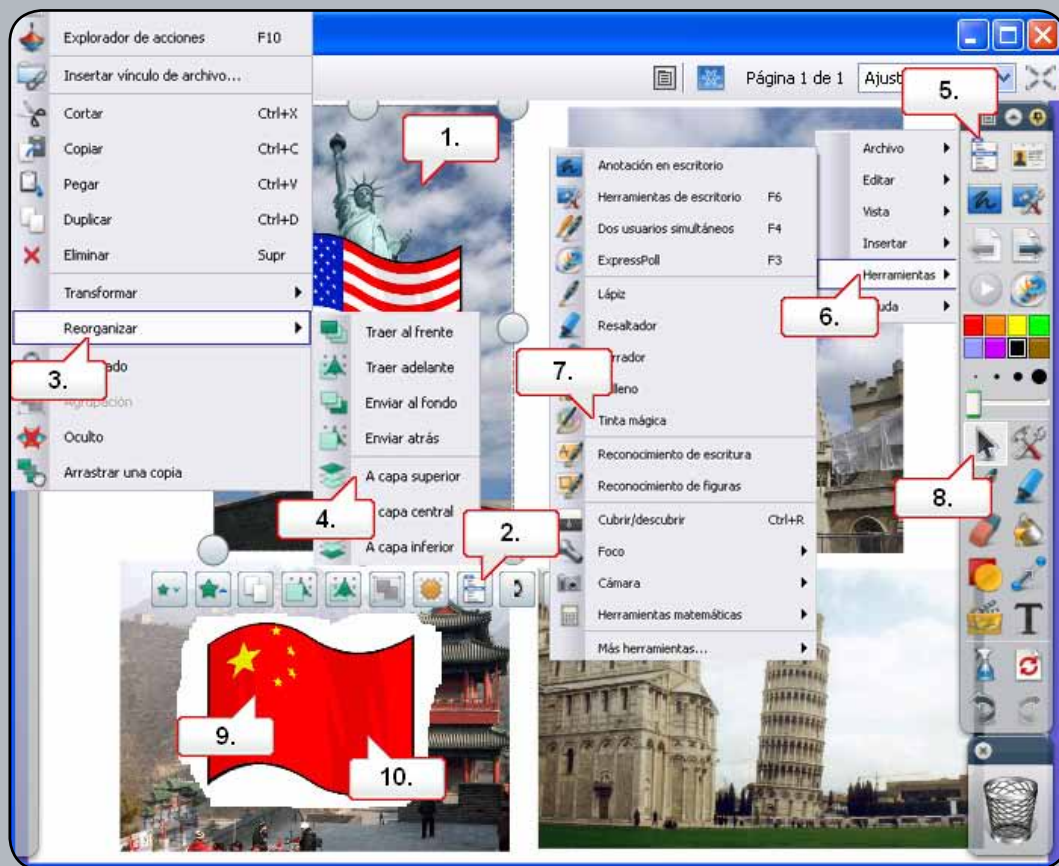 Explorador de acciones F10
Insertar vínculo de archivo...
Cortar Ctrl+X
Copiar Ctrl+C
Pegar Ctrl+V
Duplicar Ctrl+D
Eliminar Supr
Transformar
Reorganizar
3.
Agrupación
Oculto
Arrastrar una copia
Traer al frente
Traer adelante
Enviar al fondo
Enviar atrás
A capa superior
4.
capa central
A capa inferior
2.
1.
Página 1 de 1
Ajust
5.
Anotación en escritorio
Herramientas de escritorio F6
Dos usuarios simultáneos F4
ExpressPoll F3
Lápiz
Resaltador
7.
Tinta mágica
Reconocimiento de escritura
Reconocimiento de figuras
Cubrir/descubrir Ctrl+R
Foco
Cámara
Herramientas matemáticas
Más herramientas...
Archivo
Editar
Vista
Insertar
Herramientas
6.
8.
T
9.
10.